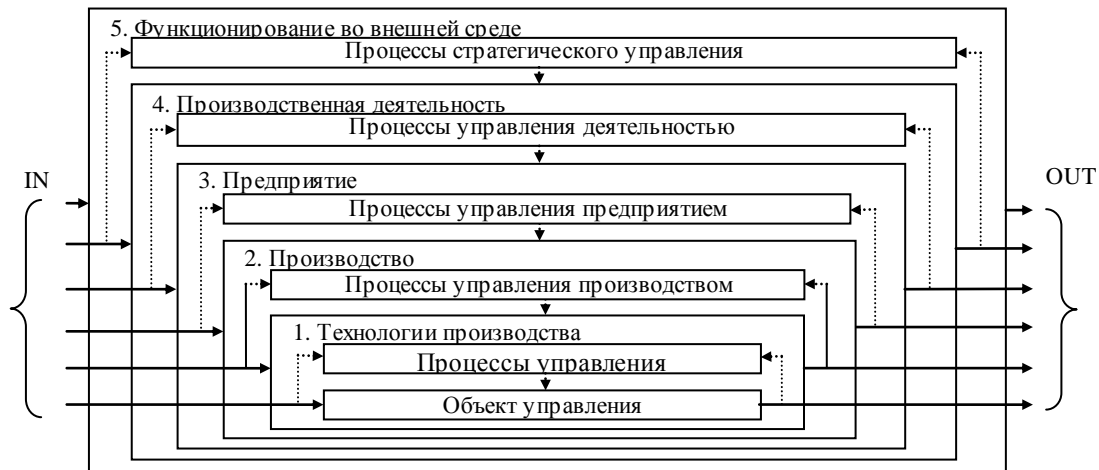 5. Функционирование во внешней среде
Процессы стратегического управления
4. Производственная деятельность
Процессы управления деятельностью
IN
3. Предприятие
OUT
Процессы управления предприятием
2. Производство
Процессы управления производством
1. Технологии производства
Процессы управления
Объект управления